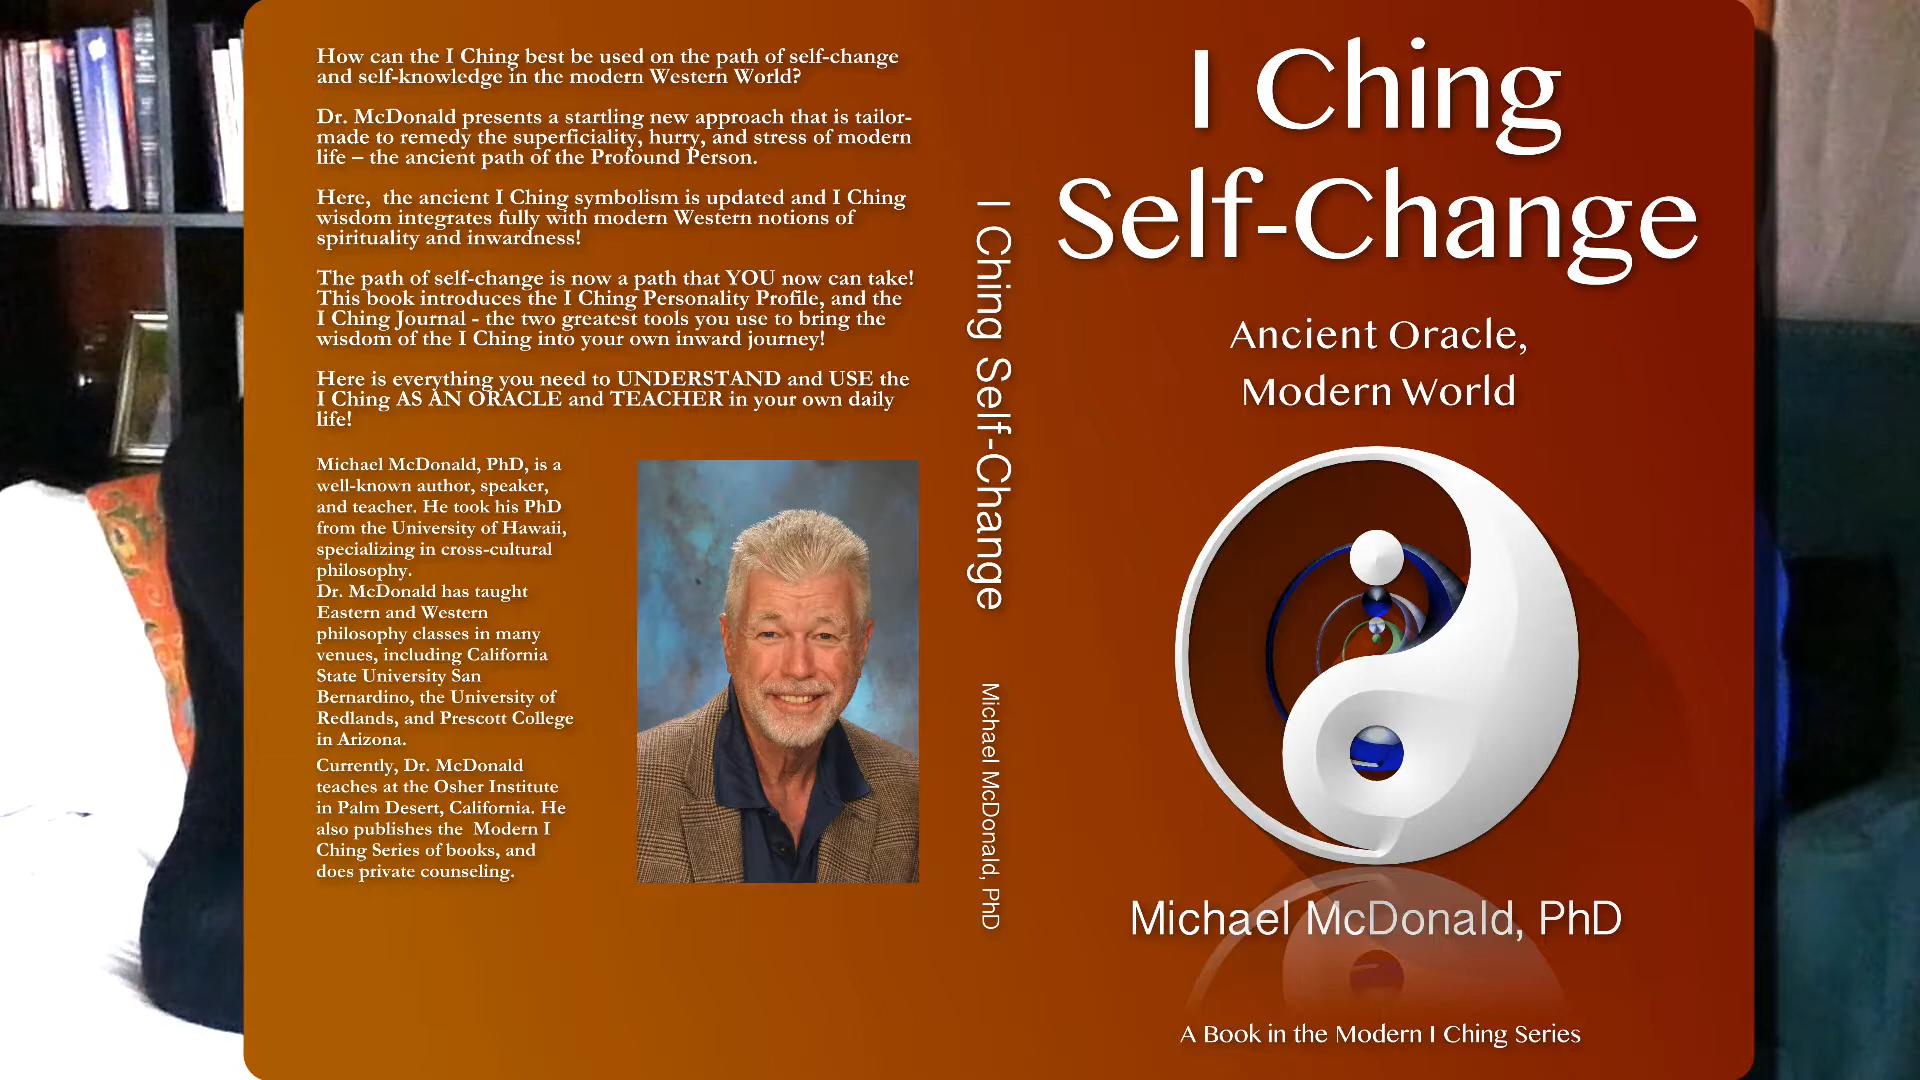 How can the I Ching best be used on the path of self-change
and self-knowledge in the modern Western World?
Dr. McDonald presents a startling new approach that is tailor-
made to remedy the superficiality, hurry, and stress of modern
life – the ancient path of the Profound Person.
Here,  the ancient I Ching symbolism is updated and I Ching
wisdom integrates fully with modern Western notions of
spirituality and inwardness!
The path of self-change is now a path that YOU now can take!
This book introduces the I Ching Personality Profile, and the
I Ching Journal - the two greatest tools you use to bring the
wisdom of the I Ching into your own inward journey!
Here is everything you need to UNDERSTAND and USE the
I Ching AS AN ORACLE and TEACHER in your own daily
life!
Michael McDonald, PhD, is a
well-known author, speaker,
and teacher. He took his PhD
from the University of Hawaii,
specializing in cross-cultural
philosophy.
Dr. McDonald has taught
Eastern and Western
philosophy classes in many
venues, including California
State University San
Bernardino, the University of
Redlands, and Prescott College
in Arizona.
Currently, Dr. McDonald
teaches at the Osher Institute
in Palm Desert, California. He
also publishes the  Modern I
Ching Series of books, and
does private counseling.
I Ching Self-Change
Michael McDonald, PhD
I Ching
Self-Change
Ancient Oracle,
Modern World
Michael McDonald, PhD
A Book in the Modern I Ching Series